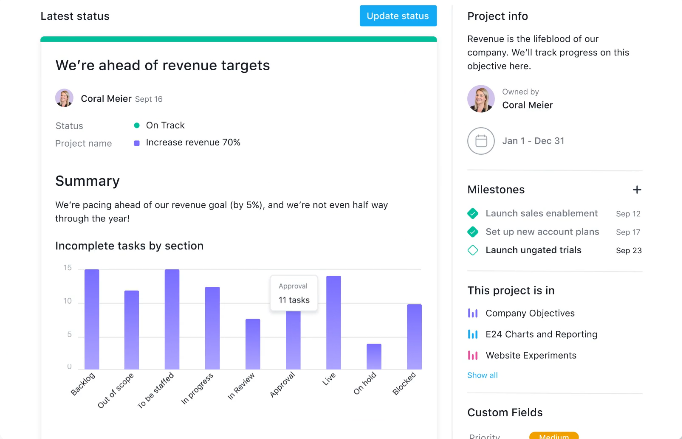 Latest status
Update status
We're ahead of revenue targets
Coral Meier Sept 16
Status On Track
Project name Increase revenue 70%
Summary
We're pacing ahead of our revenue goal (by 5%), and we're not even half way
through the year!
Incomplete tasks by section
15
10
5
0
Approval
11 tasks
Backlog
Out of scope
To be staffed
In progress
In Review
Approval
Live
On hold
Blocked
Project info
Revenue is the lifeblood of our
company. We'll track progress on this
objective here.
Owned by
Coral Meier
Jan 1 - Dec 31
Milestones +
Launch sales enablement Sep 12
Set up new account plans Sep 17
Launch ungated trials Sep 23
This project is in
Company Objectives
E24 Charts and Reporting
Website Experiments
Show all
Custom Fields
Priority Medium